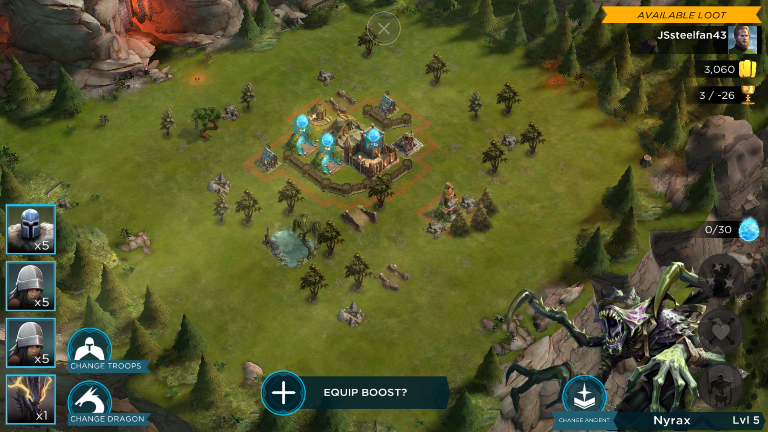 AVAILABLE LOOT
JSsteelfan43
3,060
3 / -26
0/30
x5
x5
x5
x1
CHANGE TROOPS
CHANGE DRAGON
EQUIP BOOST?
CHANGE ANCIENT
Nyrax
Lvl 5